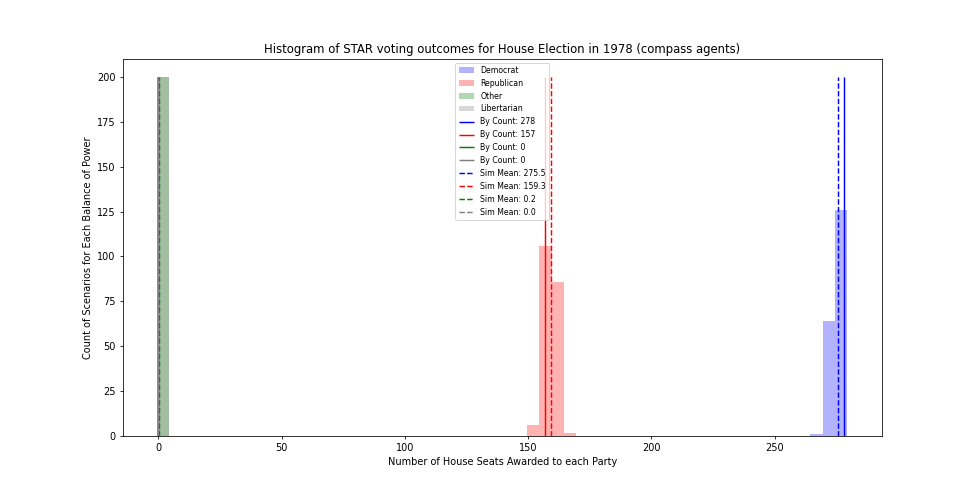 Histogram of STAR voting outcomes for House Election in 1978 (compass agents)
Democrat
Republican
Other
Libertarian
By Count: 278
By Count: 157
By Count: 0
By Count: 0
Sim Mean: 275.5
Sim Mean: 159.3
Sim Mean: 0.2
Sim Mean: 0.0
Count of Scenarios for Each Balance of Power
200
175
150
125
100
75
50
25
0
0 50 100 150 200 250
Number of House Seats Awarded to each Party